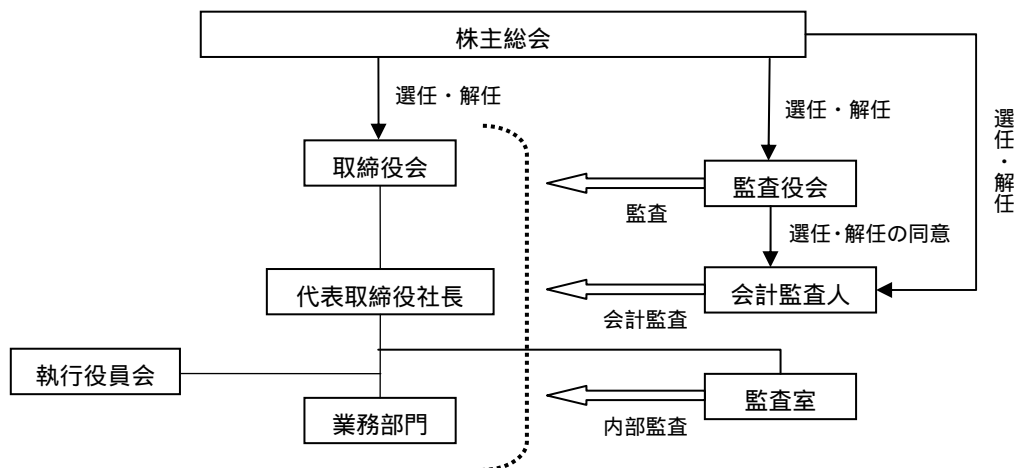 株主総会
選任・解任
選任・解任
選任・解任
取締役会
監査役会
監査
選任・解任の同意
代表取締役社長
会計監査人
会計監査
執行役員会
業務部門
監査室
内部監査